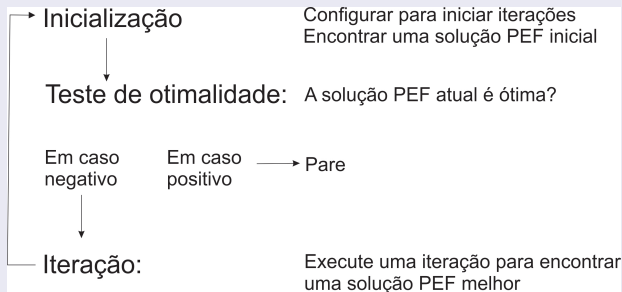 Inicialização
Configurar para iniciar iterações
Encontrar uma solução PEF inicial
Teste de otimalidade:
A solução PEF atual é ótima?
Em caso
negativo
Em caso
positivo
Pare
Iteração:
Execute uma iteração para encontrar
uma solução PEF melhor